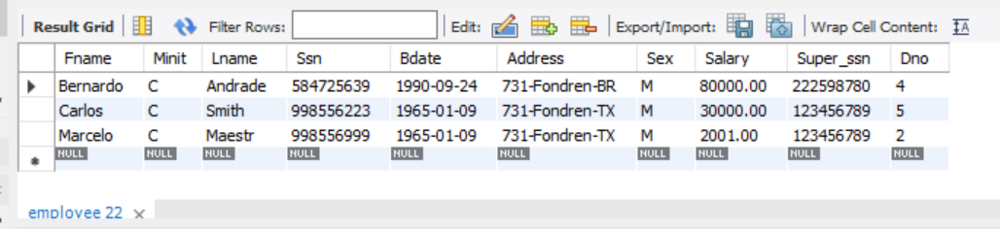 Result Grid Filter Rows: Edit: Export/Import: Wrap Cell Content: IA
Fname Minit Lname Ssn Bdate Address Sex Salary Super_ssn Dno
Bernardo C Andrade 584725639 1990-09-24 731-Fondren-BR M 80000.00 222598780 4
Carlos C Smith 998556223 1965-01-09 731-Fondren-TX M 30000.00 123456789 5
Marcelo C Maestr 998556999 1965-01-09 731-Fondren-TX M 2001.00 123456789 2
NULL NULL NULL NULL NULL NULL NULL NULL NULL NULL
employee 22